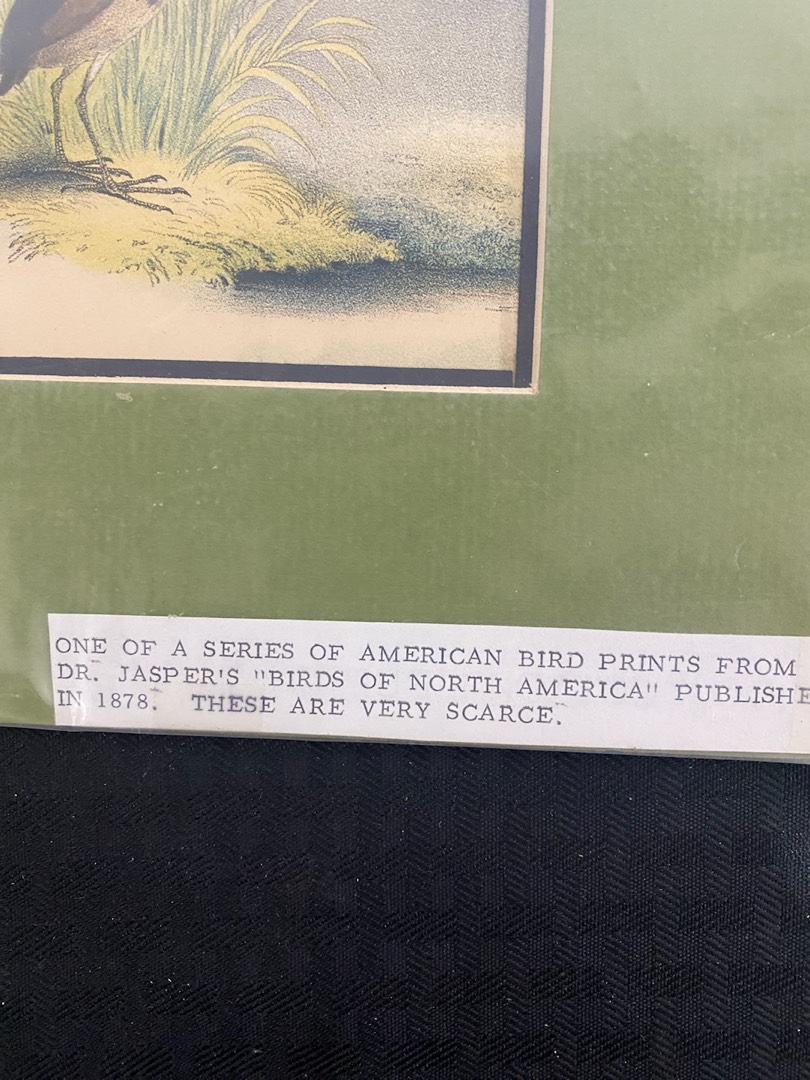 ONE OF A SERIES OF AMERICAN BIRD PRINTS FROM
DR. JASPER'S "BIRDS OF NORTH AMERICA" PUBLISHE
IN 1878. THESE ARE VERY SCARCE.